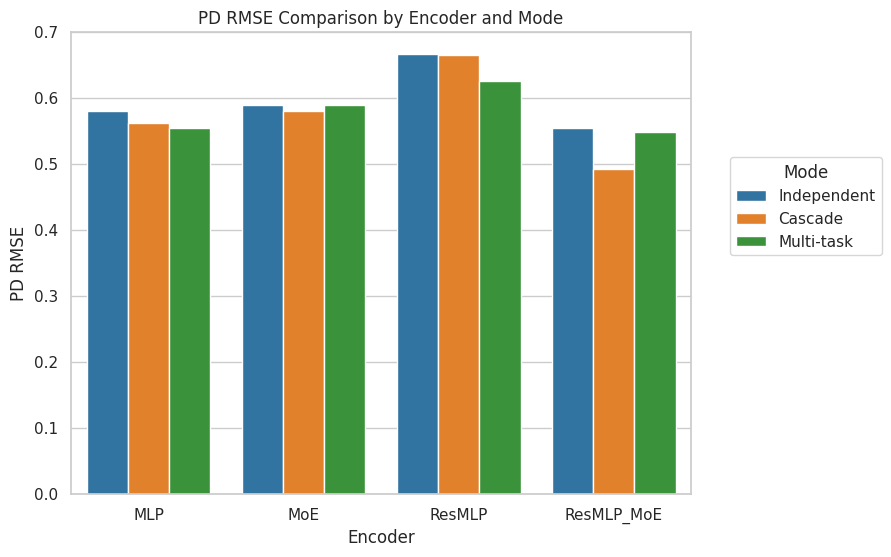 PD RMSE Comparison by Encoder and Mode
PD RMSE
0.7
0.6
0.5
0.4
0.3
0.2
0.1
0.0
MLP
MoE
ResMLP
ResMLP_MoE
Encoder
Mode
Independent
Cascade
Multi-task